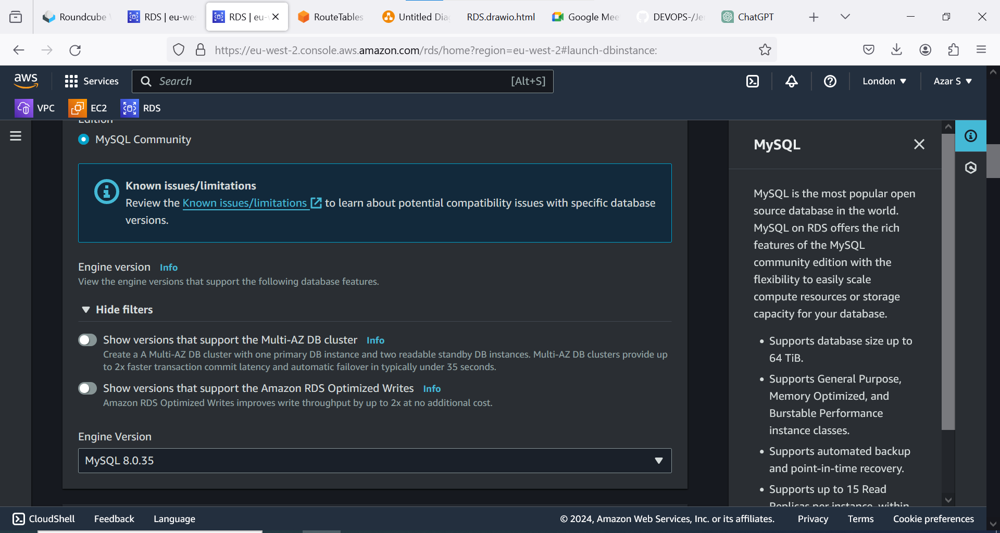 Roundcube
RDS | eu-we
RDS | eu-
RouteTables
Untitled Dia
RDS.drawio.html
Google Mee
DEVOPS-/Je
ChatGPT
https://eu-west-2.console.aws.amazon.com/rds/home?region=eu-west-2#launch-dbinstance:
aws
Services
Search
[Alt+S]
London
Azar S
VPC
EC2
RDS
Edition
MySQL Community
Known issues/limitations
Review the Known issues/limitations to learn about potential compatibility issues with specific database
versions.
Engine version Info
View the engine versions that support the following database features.
Hide filters
Show versions that support the Multi-AZ DB cluster Info
Create a A Multi-AZ DB cluster with one primary DB instance and two readable standby DB instances. Multi-AZ DB clusters provide up
to 2x faster transaction commit latency and automatic failover in typically under 35 seconds.
Show versions that support the Amazon RDS Optimized Writes Info
Amazon RDS Optimized Writes improves write throughput by up to 2x at no additional cost.
Engine Version
MySQL 8.0.35
MySQL
MySQL is the most popular open
source database in the world.
MySQL on RDS offers the rich
features of the MySQL
community edition with the
flexibility to easily scale
compute resources or storage
capacity for your database.
• Supports database size up to
64 TiB.
• Supports General Purpose,
Memory Optimized, and
Burstable Performance
instance classes.
• Supports automated backup
and point-in-time recovery.
• Supports up to 15 Read
Replicas per instance, within
CloudShell
Feedback
Language
© 2024, Amazon Web Services, Inc. or its affiliates.
Privacy
Terms
Cookie preferences